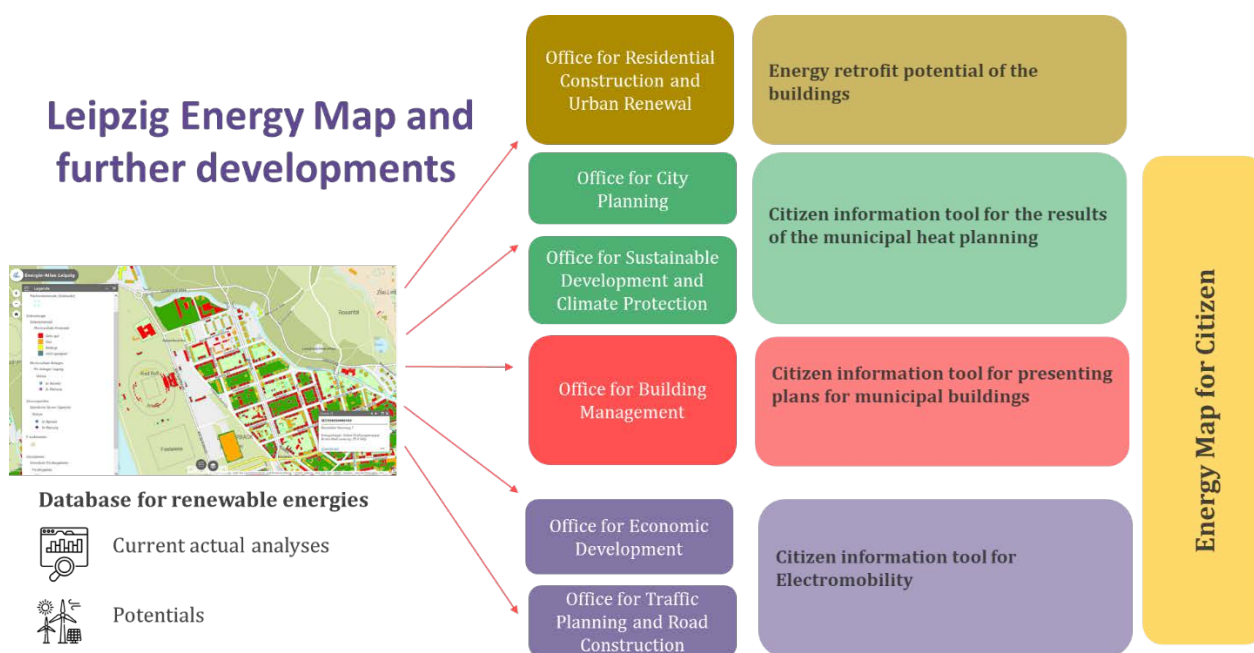 Leipzig Energy Map and
further developments
Energie-Atlas Leipzig
Legende
Database for renewable energies
Current actual analyses
Potentials
Office for Residential
Construction and
Urban Renewal
Energy retrofit potential of the
buildings
Office for City
Planning
Office for Sustainable
Development and
Climate Protection
Citizen information tool for the results
of the municipal heat planning
Office for Building
Management
Citizen information tool for presenting
plans for municipal buildings
Office for Economic
Development
Office for Traffic
Planning and Road
Construction
Citizen information tool for
Electromobility
Energy Map for Citizen